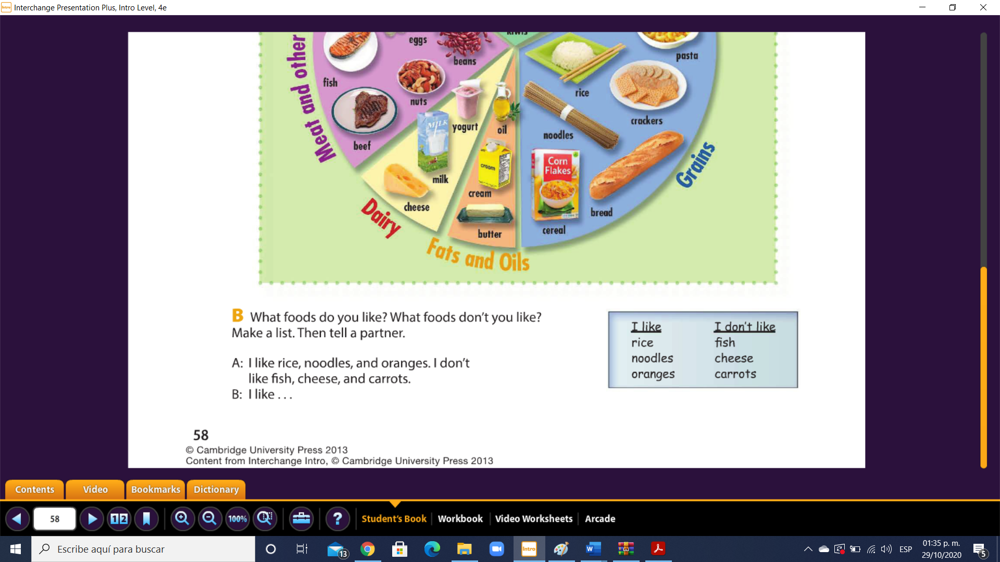 Interchange Presentation Plus, Intro Level, 4e
kiwis
eggs
beans
pasta
fish
nuts
rice
crackers
Meat and other
beef
yogurt
oil
noodles
MILK
milk
cream
cream
Corn
Flakes
Grains
cheese
butter
cereal
bread
Dairy
Fats and Oils
B What foods do you like? What foods don't you like?
Make a list. Then tell a partner.
A: I like rice, noodles, and oranges. I don't
like fish, cheese, and carrots.
B: I like . . .
I like I don't like
rice fish
noodles cheese
oranges carrots
58
© Cambridge University Press 2013
Content from Interchange Intro, © Cambridge University Press 2013
Contents Video Bookmarks Dictionary
58 12 100% ? Student's Book Workbook Video Worksheets Arcade
Escribe aquí para buscar
13
Intro
ESP
01:35 p. m.
29/10/2020
5